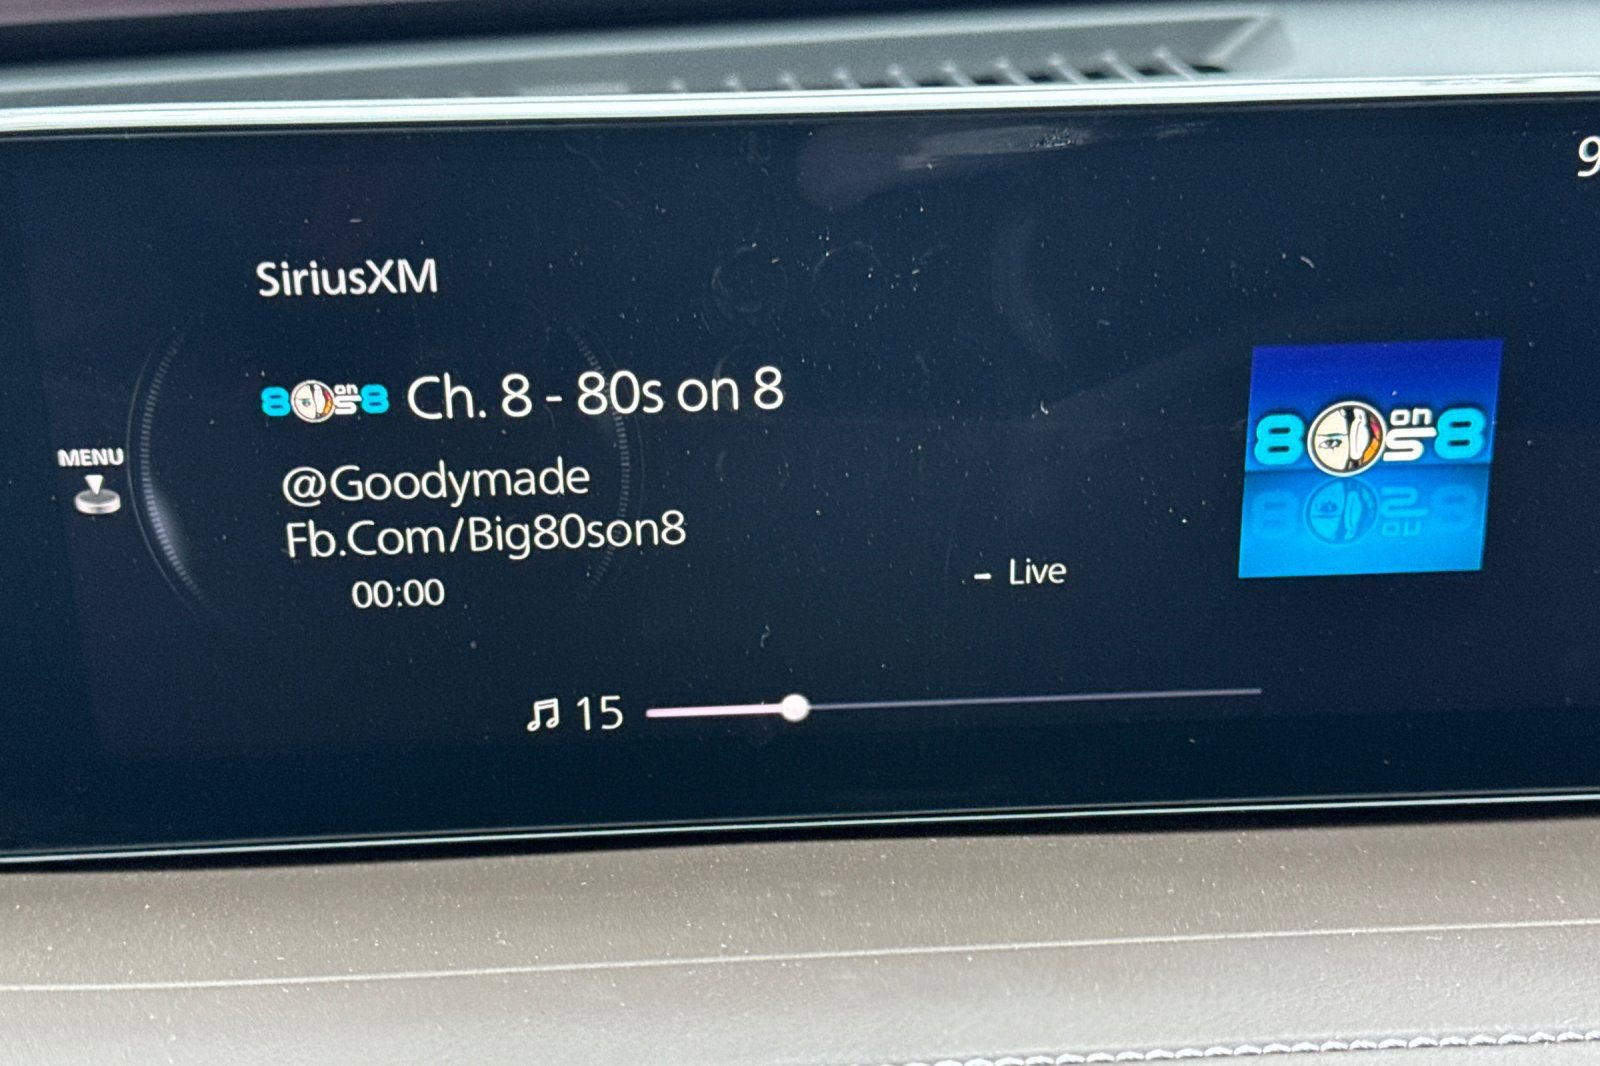 9
SiriusXM
80s on 8 Ch. 8 - 80s on 8
MENU
@Goodymade
Fb.Com/Big80son8
00:00
- Live
15
80s on 8